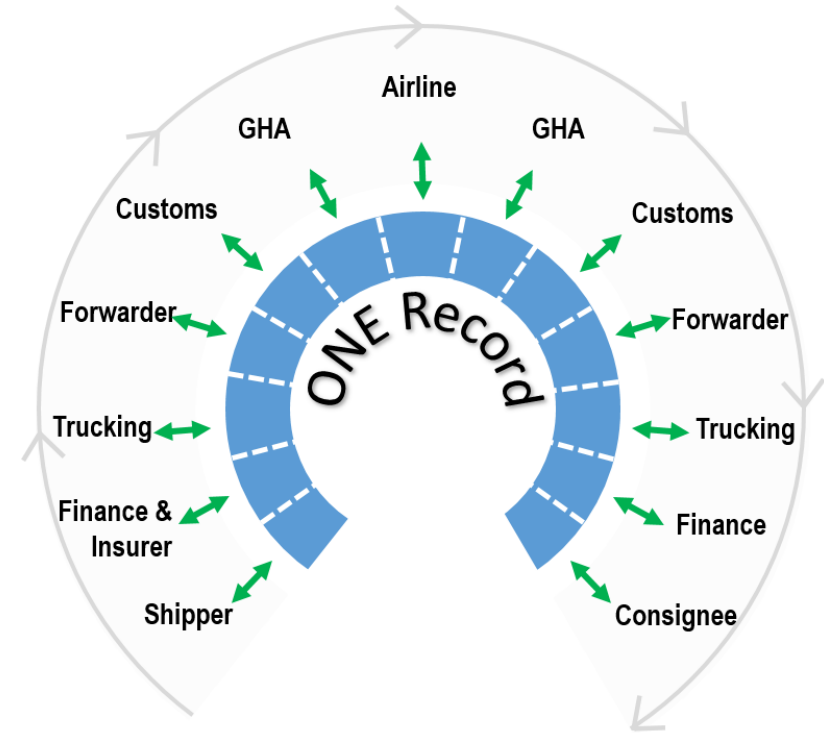 Airline
GHA
GHA
Customs
Customs
ONE Record
Forwarder
Forwarder
Trucking
Trucking
Finance &
Insurer
Finance
Shipper
Consignee